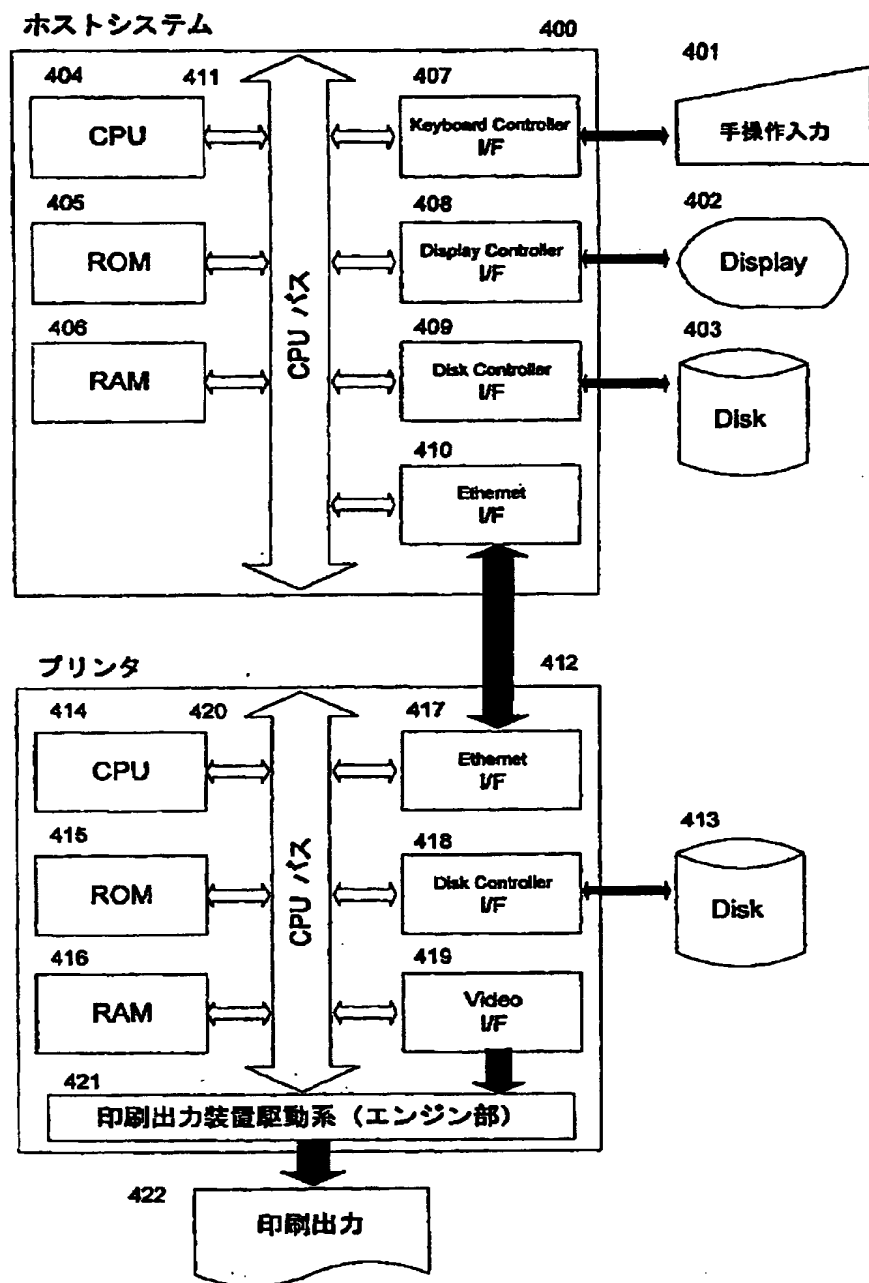 ホストシステム
400
401
404
411
407
CPU
Keyboard Controller
I/F
手操作入力
405
408
402
ROM
Display Controller
I/F
Display
406
409
403
RAM
CPU バス
Disk Controller
I/F
Disk
410
Ethernet
I/F
プリンタ
412
414
420
417
CPU
Ethernet
I/F
415
418
413
ROM
CPU バス
Disk Controller
I/F
Disk
416
419
RAM
Video
I/F
421
印刷出力装置駆動系（エンジン部）
422
印刷出力